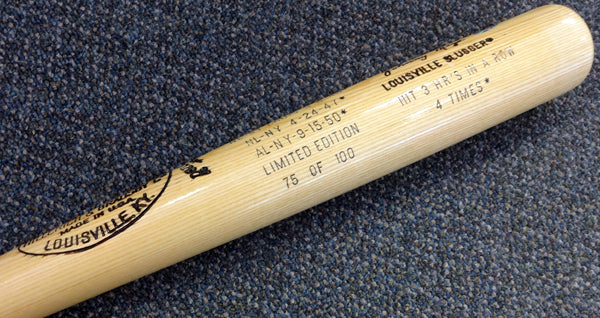 LOUISVILLE SLUGGER®
HIT 3 HR'S IN A ROW
4 TIMES*
NL-NY 4-24-47*
AL-NY-9-15-50*
LIMITED EDITION
75 OF 100
MADE IN U.S.A.
LOUISVILLE, KY.